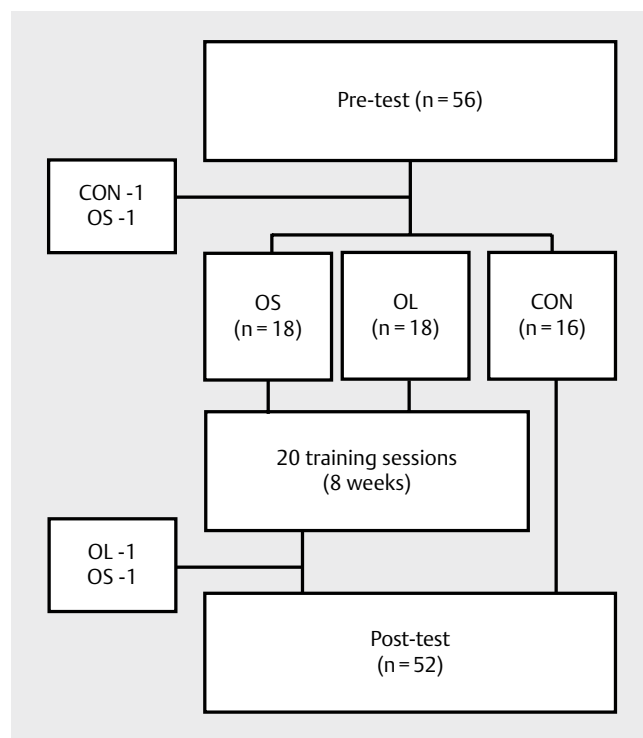 Pre-test (n = 56)
CON -1
OS -1
OS
(n = 18)
OL
(n = 18)
CON
(n = 16)
20 training sessions
(8 weeks)
OL -1
OS -1
Post-test
(n = 52)